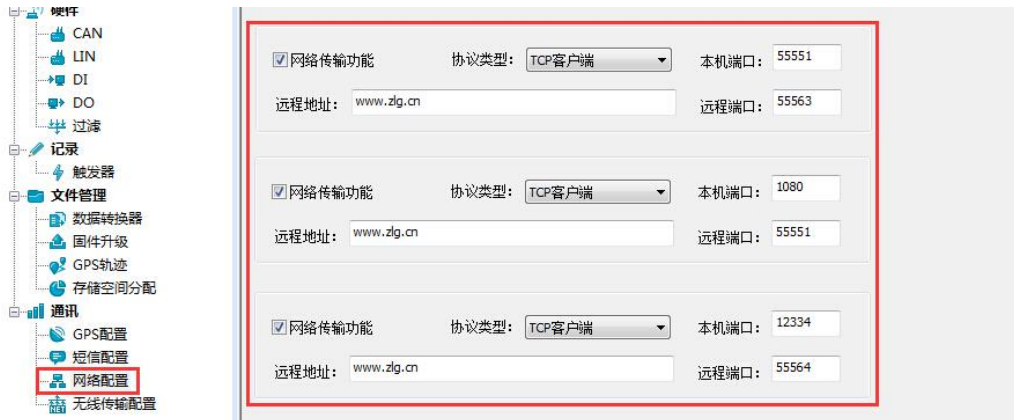 硬件
CAN
LIN
DI
DO
过滤
记录
触发器
文件管理
数据转换器
固件升级
GPS轨迹
存储空间分配
通讯
GPS配置
短信配置
网络配置
NET 无线传输配置
网络传输功能 协议类型: TCP客户端 本机端口: 55551
远程地址: www.zlg.cn 远程端口: 55563
网络传输功能 协议类型: TCP客户端 本机端口: 1080
远程地址: www.zlg.cn 远程端口: 55551
网络传输功能 协议类型: TCP客户端 本机端口: 12334
远程地址: www.zlg.cn 远程端口: 55564